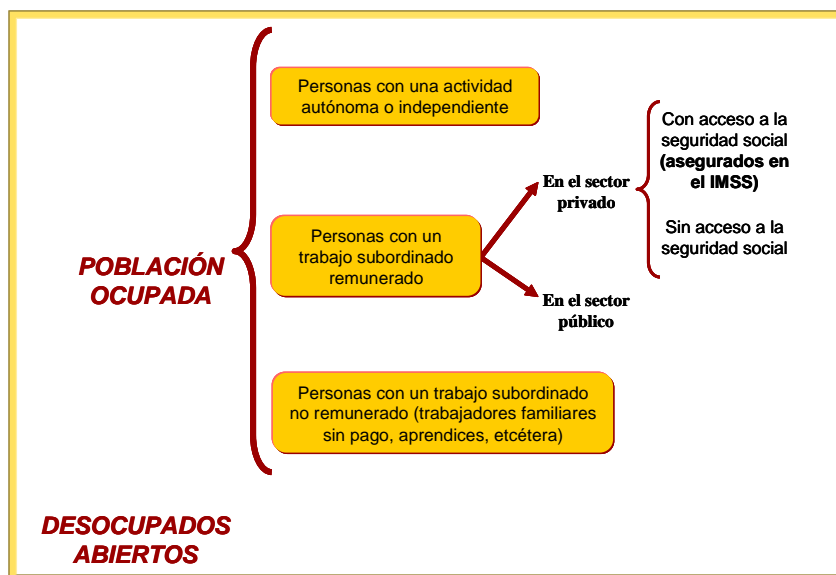 Personas con una actividad
autónoma o independiente
Con acceso a la
seguridad social
(asegurados en
el IMSS)
En el sector
privado
Sin acceso a la
seguridad social
Personas con un
trabajo subordinado
remunerado
POBLACIÓN
OCUPADA
En el sector
público
Personas con un trabajo subordinado
no remunerado (trabajadores familiares
sin pago, aprendices, etcétera)
DESOCUPADOS
ABIERTOS